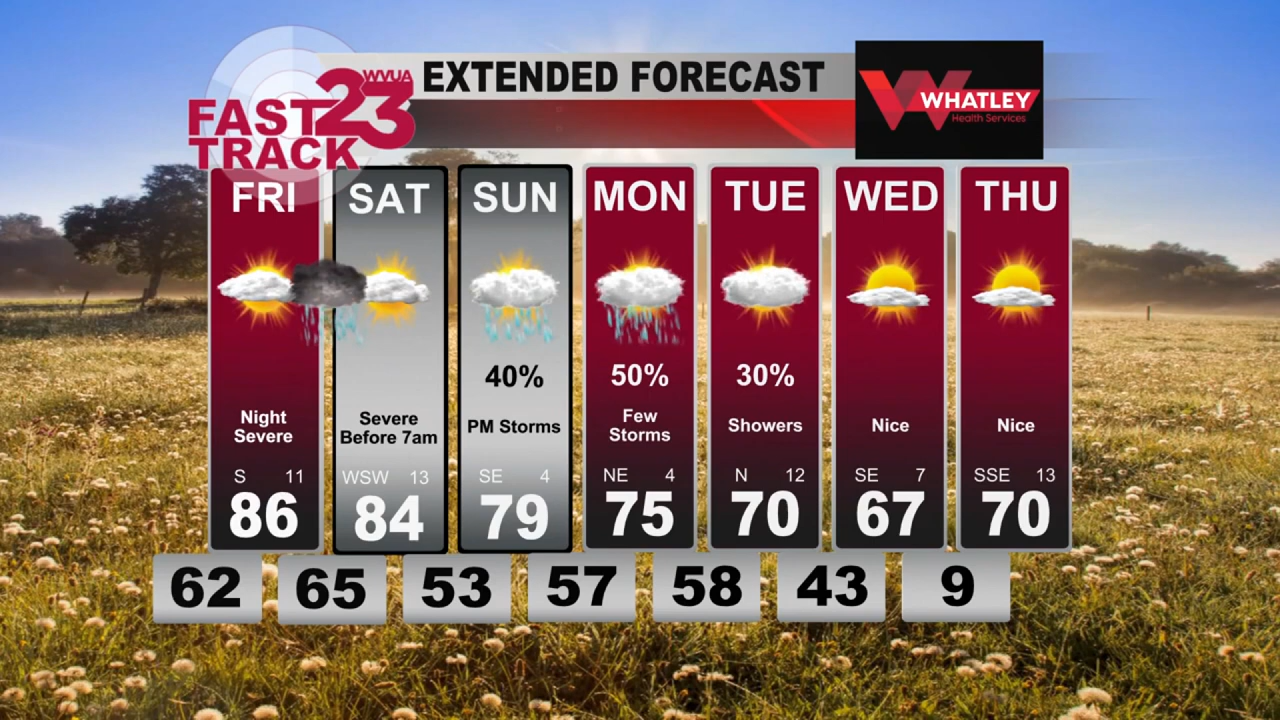 WVUA
FAST 23
TRACK
EXTENDED FORECAST
WHATLEY
Health Services
FRI SAT SUN MON TUE WED THU
40% 50% 30%
Night
Severe
Severe
Before 7am
PM Storms
Few
Storms
Showers
Nice
Nice
S 11 WSW 13 SE 4 NE 4 N 12 SE 7 SSE 13
86 84 79 75 70 67 70
62 65 53 57 58 43 9